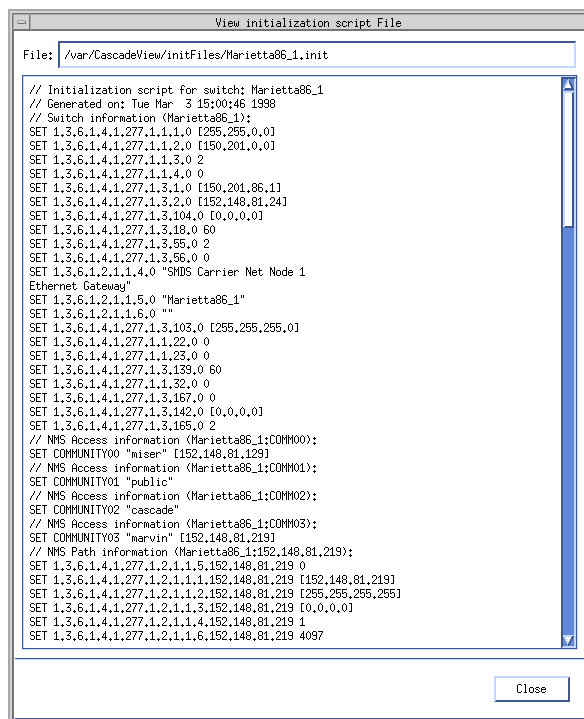 View initialization script File
File: /var/CascadeView/initFiles/Marietta86_1.init
// Initialization script for switch: Marietta86_1
// Generated on: Tue Mar  3 15:00:46 1998
// Switch information (Marietta86_1):
SET 1.3.6.1.4.1.277.1.1.1.0 [255.255.0.0]
SET 1.3.6.1.4.1.277.1.1.2.0 [150.201.0.0]
SET 1.3.6.1.4.1.277.1.1.3.0 2
SET 1.3.6.1.4.1.277.1.1.4.0 0
SET 1.3.6.1.4.1.277.1.3.1.0 [150.201.86.1]
SET 1.3.6.1.4.1.277.1.3.2.0 [152.148.81.24]
SET 1.3.6.1.4.1.277.1.3.104.0 [0.0.0.0]
SET 1.3.6.1.4.1.277.1.3.18.0 60
SET 1.3.6.1.4.1.277.1.3.55.0 2
SET 1.3.6.1.4.1.277.1.3.56.0 0
SET 1.3.6.1.2.1.1.4.0 "SMDS Carrier Net Node 1
Ethernet Gateway"
SET 1.3.6.1.2.1.1.5.0 "Marietta86_1"
SET 1.3.6.1.2.1.1.6.0 ""
SET 1.3.6.1.4.1.277.1.3.103.0 [255.255.255.0]
SET 1.3.6.1.4.1.277.1.1.22.0 0
SET 1.3.6.1.4.1.277.1.1.23.0 0
SET 1.3.6.1.4.1.277.1.3.139.0 60
SET 1.3.6.1.4.1.277.1.1.32.0 0
SET 1.3.6.1.4.1.277.1.3.167.0 0
SET 1.3.6.1.4.1.277.1.3.142.0 [0.0.0.0]
SET 1.3.6.1.4.1.277.1.3.165.0 2
// NMS Access information (Marietta86_1:COMM00):
SET COMMUNITY00 "miser" [152.148.81.129]
// NMS Access information (Marietta86_1:COMM01):
SET COMMUNITY01 "public"
// NMS Access information (Marietta86_1:COMM02):
SET COMMUNITY02 "cascade"
// NMS Access information (Marietta86_1:COMM03):
SET COMMUNITY03 "marvin" [152.148.81.219]
// NMS Path information (Marietta86_1:152.148.81.219):
SET 1.3.6.1.4.1.277.1.2.1.1.5.152.148.81.219 0
SET 1.3.6.1.4.1.277.1.2.1.1.1.152.148.81.219 [152.148.81.219]
SET 1.3.6.1.4.1.277.1.2.1.1.2.152.148.81.219 [255.255.255.255]
SET 1.3.6.1.4.1.277.1.2.1.1.3.152.148.81.219 [0.0.0.0]
SET 1.3.6.1.4.1.277.1.2.1.1.4.152.148.81.219 1
SET 1.3.6.1.4.1.277.1.2.1.1.6.152.148.81.219 4097
Close